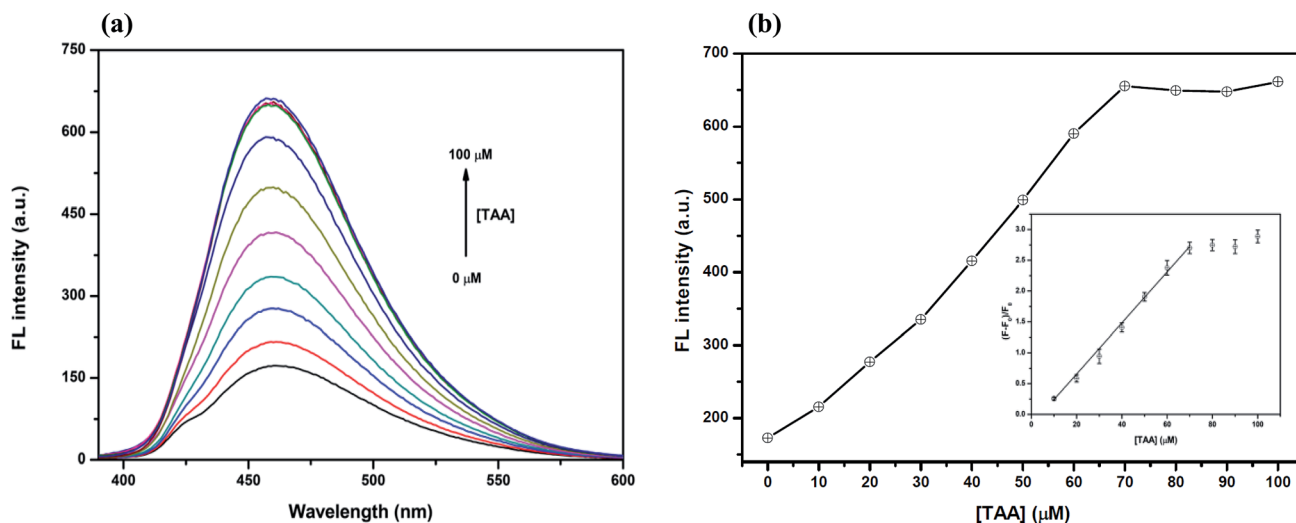 (a)
750
600
450
300
150
0
FL intensity (a.u.)
400 450 500 550 600
Wavelength (nm)
100 μM
[TAA]
0 μM
(b)
700
600
500
400
300
200
FL intensity (a.u.)
0 10 20 30 40 50 60 70 80 90 100
[TAA] (μM)
3.0
2.5
2.0
1.5
1.0
0.5
0.0
(F-F₀)/F₀
0 20 40 60 80 100
[TAA] (μM)